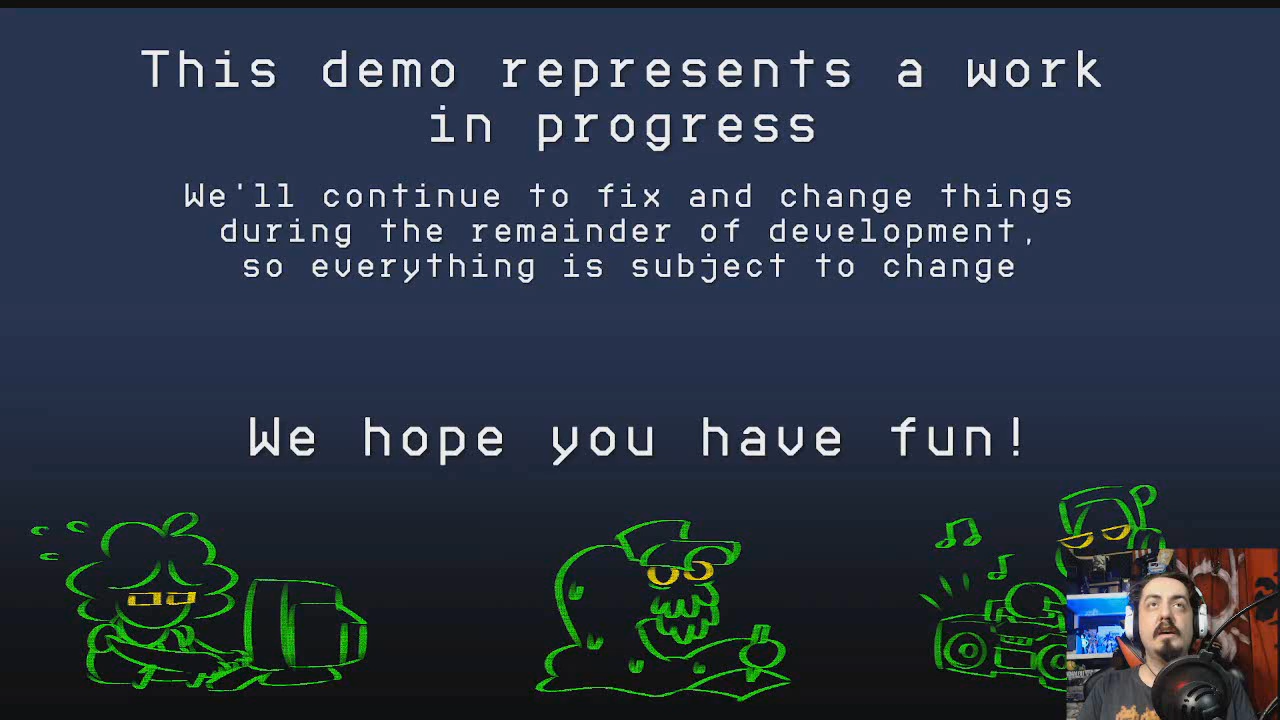 This demo represents a work
in progress
We'll continue to fix and change things
during the remainder of development,
so everything is subject to change
We hope you have fun!